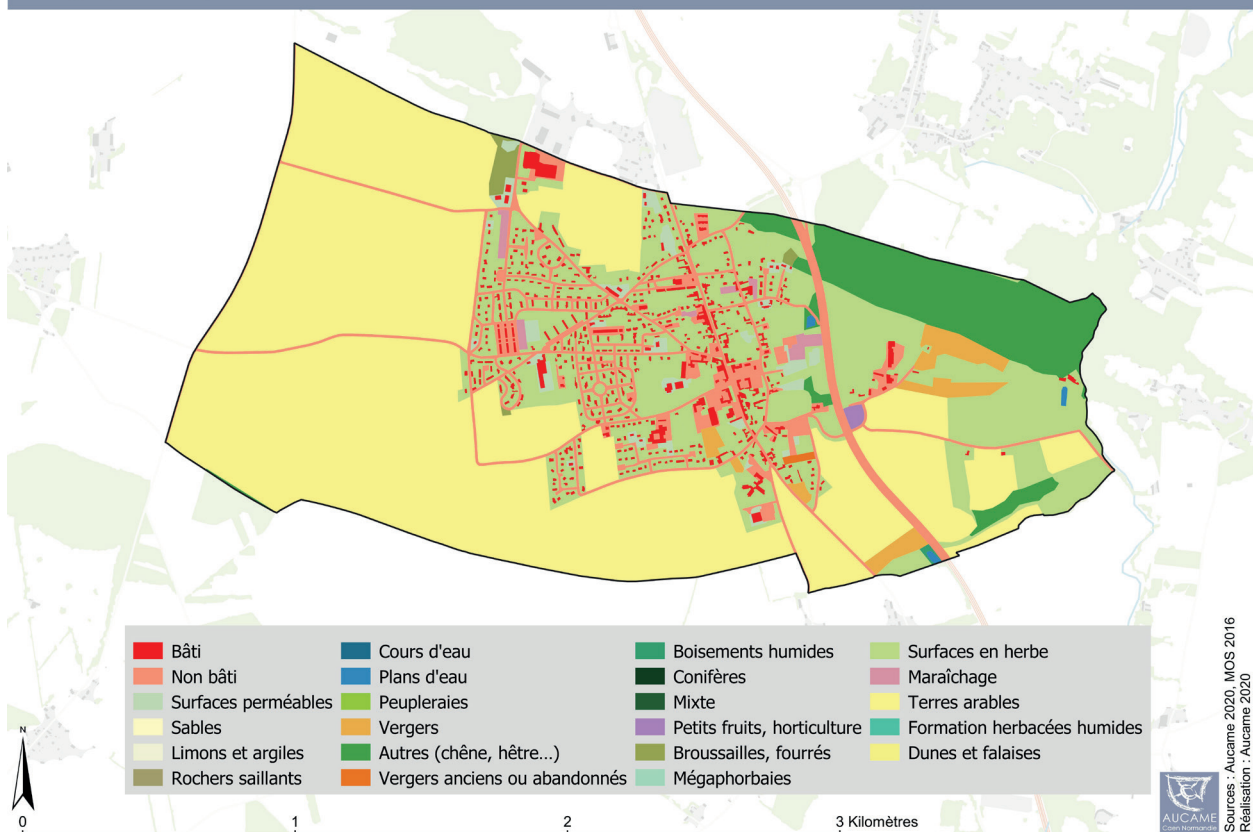 Bâti
Non bâti
Surfaces perméables
Sables
Limons et argiles
Rochers saillants
Cours d'eau
Plans d'eau
Peupleraies
Vergers
Autres (chêne, hêtre...)
Vergers anciens ou abandonnés
Boisements humides
Conifères
Mixte
Petits fruits, horticulture
Broussailles, fourrés
Mégaphorbaies
Surfaces en herbe
Maraîchage
Terres arables
Formation herbacées humides
Dunes et falaises
N
0
1
2
3 Kilomètres
AUCAME
Caen Normandie
Sources : Aucame 2020, MOS 2016
Réalisation : Aucame 2020